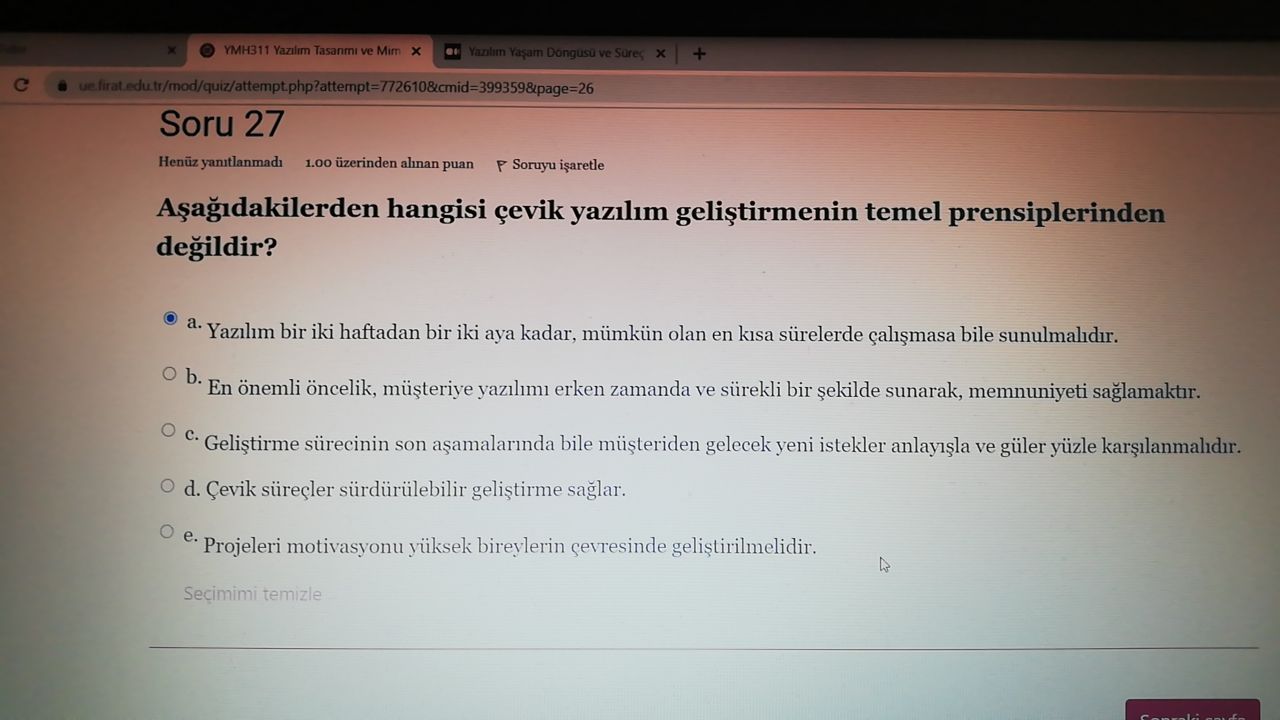 YMH311 Yazılım Tasarımı ve Mim
Yazılım Yaşam Döngüsü ve Süreç
ue.firat.edu.tr/mod/quiz/attempt.php?attempt=772610&cmid=399359&page=26
Soru 27
Henüz yanıtlanmadı 1.00 üzerinden alınan puan Soruyu işaretle
Aşağıdakilerden hangisi çevik yazılım geliştirmenin temel prensiplerinden
değildir?
a. Yazılım bir iki haftadan bir iki aya kadar, mümkün olan en kısa sürelerde çalışmasa bile sunulmalıdır.
b. En önemli öncelik, müşteriye yazılımı erken zamanda ve sürekli bir şekilde sunarak, memnuniyeti sağlamaktır.
c. Geliştirme sürecinin son aşamalarında bile müşteriden gelecek yeni istekler anlayışla ve güler yüzle karşılanmalıdır.
d. Çevik süreçler sürdürülebilir geliştirme sağlar.
e. Projeleri motivasyonu yüksek bireylerin çevresinde geliştirilmelidir.
Seçimimi temizle
Sonraki sayfa